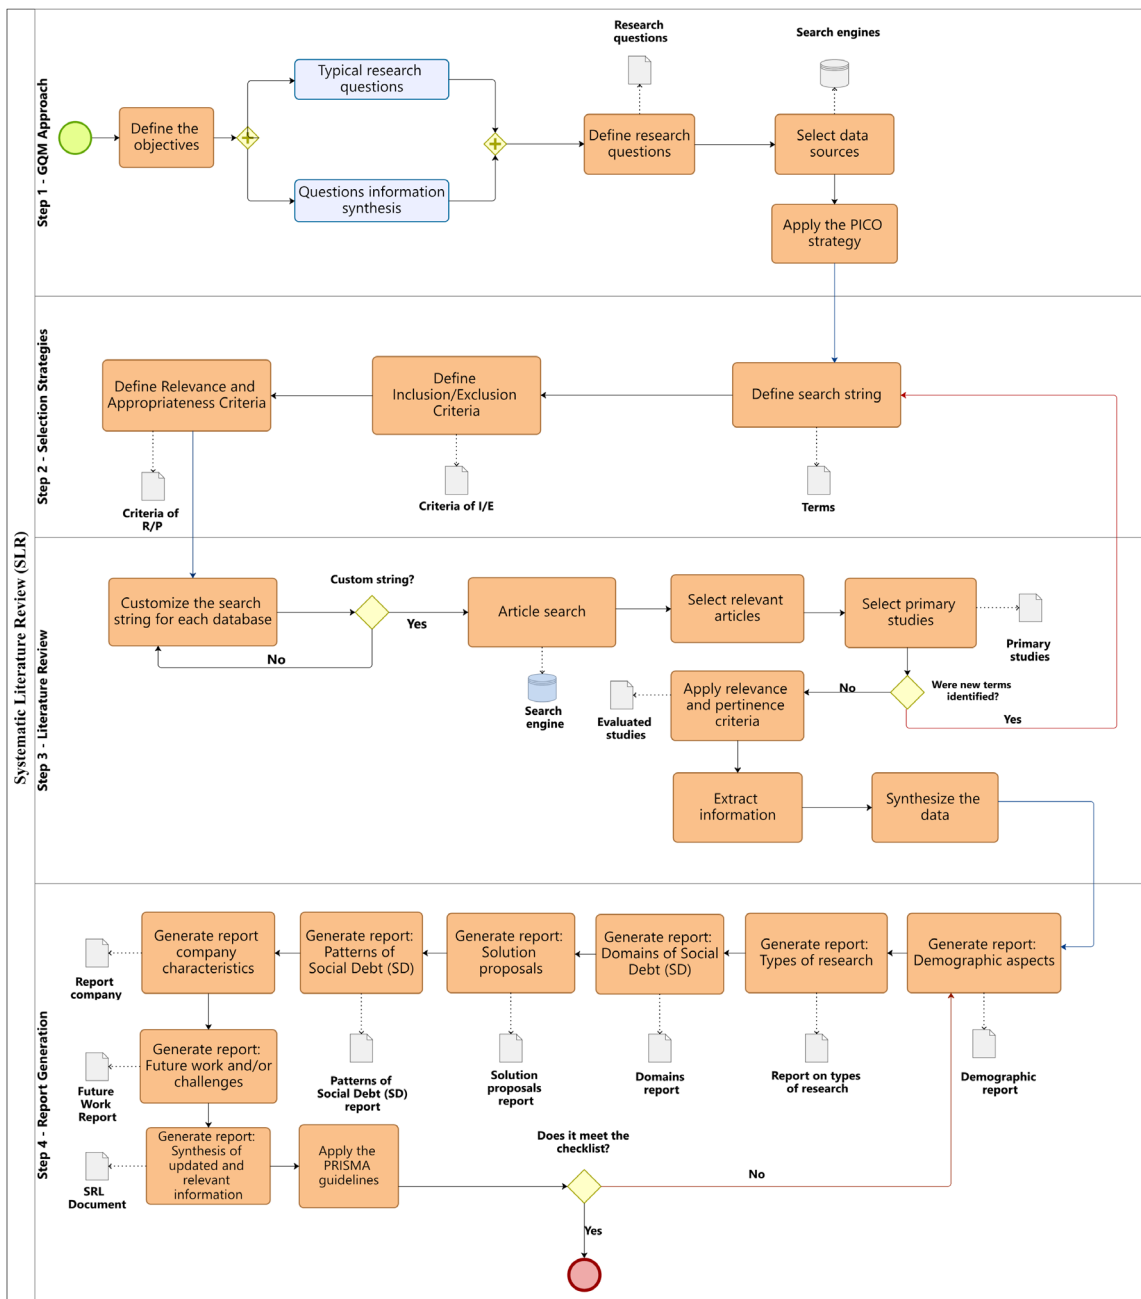 Systematic Literature Review (SLR)
Step 1 - GQM Approach
Research
questions
Search engines
Typical research
questions
Define the
objectives
Define research
questions
Select data
sources
Questions information
synthesis
Apply the PICO
strategy
Step 2 - Selection Strategies
Define Relevance and
Appropriateness Criteria
Define
Inclusion/Exclusion
Criteria
Define search string
Criteria of
R/P
Criteria of I/E
Terms
Step 3 - Literature Review
Custom string?
Customize the search
string for each database
Yes
No
Article search
Select relevant
articles
Select primary
studies
Primary
studies
Search
engine
Evaluated
studies
Apply relevance
and pertinence
criteria
No
Were new terms
identified?
Yes
Extract
information
Synthesize the
data
Step 4 - Report Generation
Generate report
company
characteristics
Generate report:
Patterns of
Social Debt (SD)
Generate report:
Solution
proposals
Generate report:
Domains of Social
Debt (SD)
Generate report:
Types of research
Generate report:
Demographic aspects
Report
company
Generate report:
Future work and/or
challenges
Future
Work
Report
Patterns of
Social Debt (SD)
report
Solution
proposals
report
Domains
report
Report on types
of research
Demographic
report
Generate report:
Synthesis of
updated and
relevant
information
SRL
Document
Apply the
PRISMA
guidelines
Does it meet the
checklist?
No
Yes